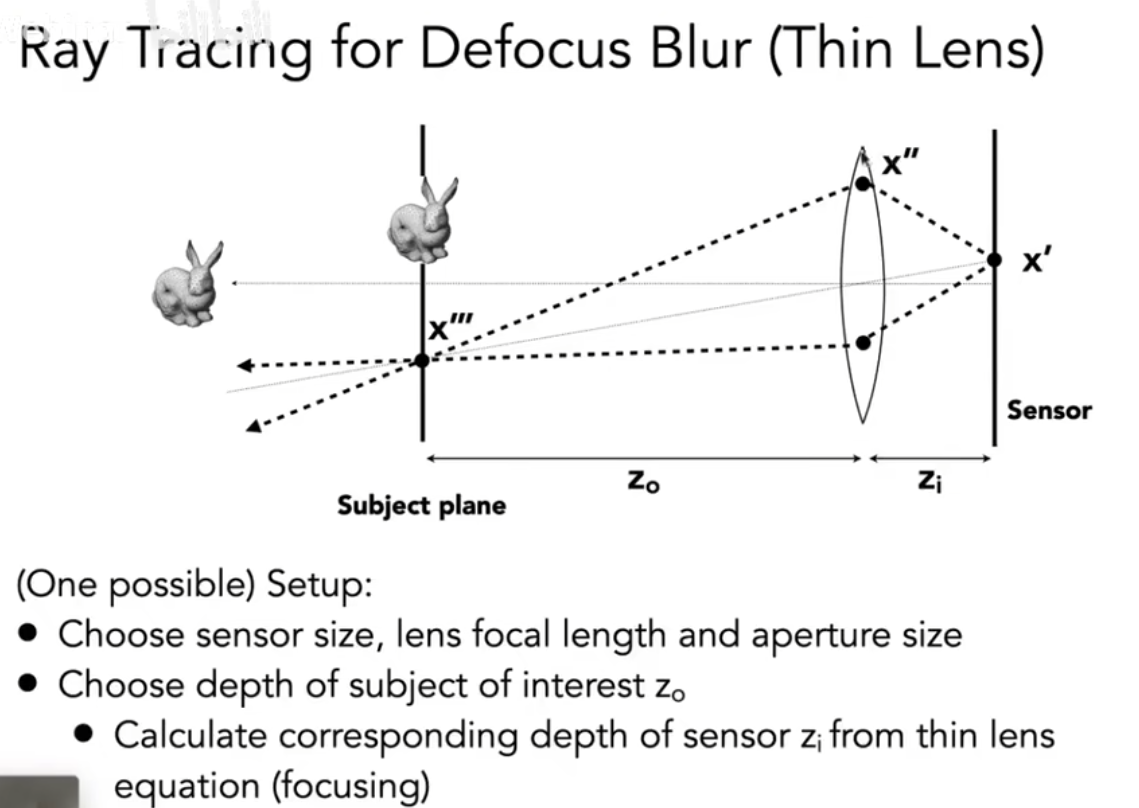 Ray Tracing for Defocus Blur (Thin Lens)
x''
x'
x'''
Sensor
zₒ
zᵢ
Subject plane
(One possible) Setup:
● Choose sensor size, lens focal length and aperture size
● Choose depth of subject of interest zₒ
● Calculate corresponding depth of sensor zᵢ from thin lens
equation (focusing)